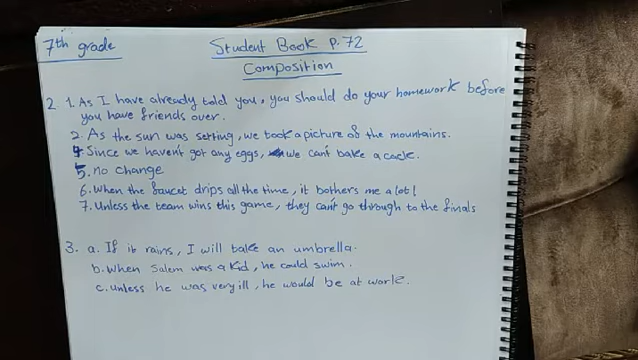 7th grade
Student Book p.72
Composition
2. 1. As I have already told you, you should do your homework before
you have friends over.
2. As the sun was setting, we took a picture of the mountains.
4. Since we haven't got any eggs, we can't bake a cake.
5. no change
6. When the faucet drips all the time, it bothers me a lot!
7. Unless the team wins this game, they can't go through to the finals
3. a. If it rains, I will take an umbrella.
b. When Salem was a kid, he could swim.
c. Unless he was very ill, he would be at work.